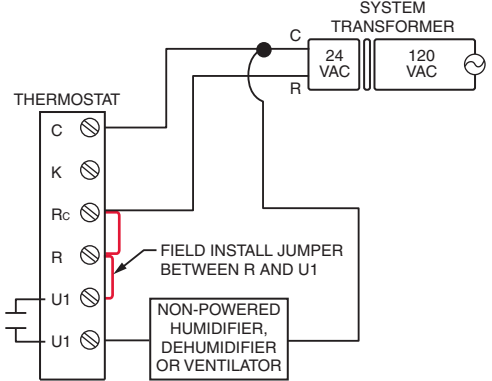 SYSTEM
TRANSFORMER
C
24
VAC
120
VAC
R
THERMOSTAT
C
K
RC
R
FIELD INSTALL JUMPER
BETWEEN R AND U1
U1
NON-POWERED
HUMIDIFIER,
DEHUMIDIFIER
OR VENTILATOR
U1